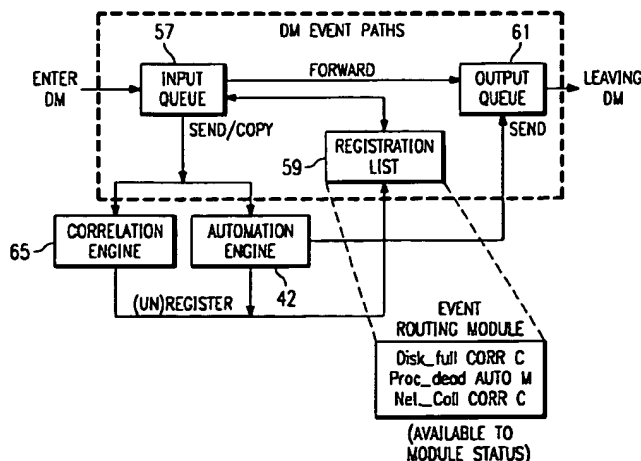 DM EVENT PATHS
57
61
ENTER
DM
INPUT
QUEUE
FORWARD
OUTPUT
QUEUE
LEAVING
DM
SEND/COPY
SEND
59
REGISTRATION
LIST
65
CORRELATION
ENGINE
AUTOMATION
ENGINE
42
(UN)REGISTER
EVENT
ROUTING MODULE
Disk_full CORR C
Proc_dead AUTO M
Net_Coll CORR C
(AVAILABLE TO
MODULE STATUS)